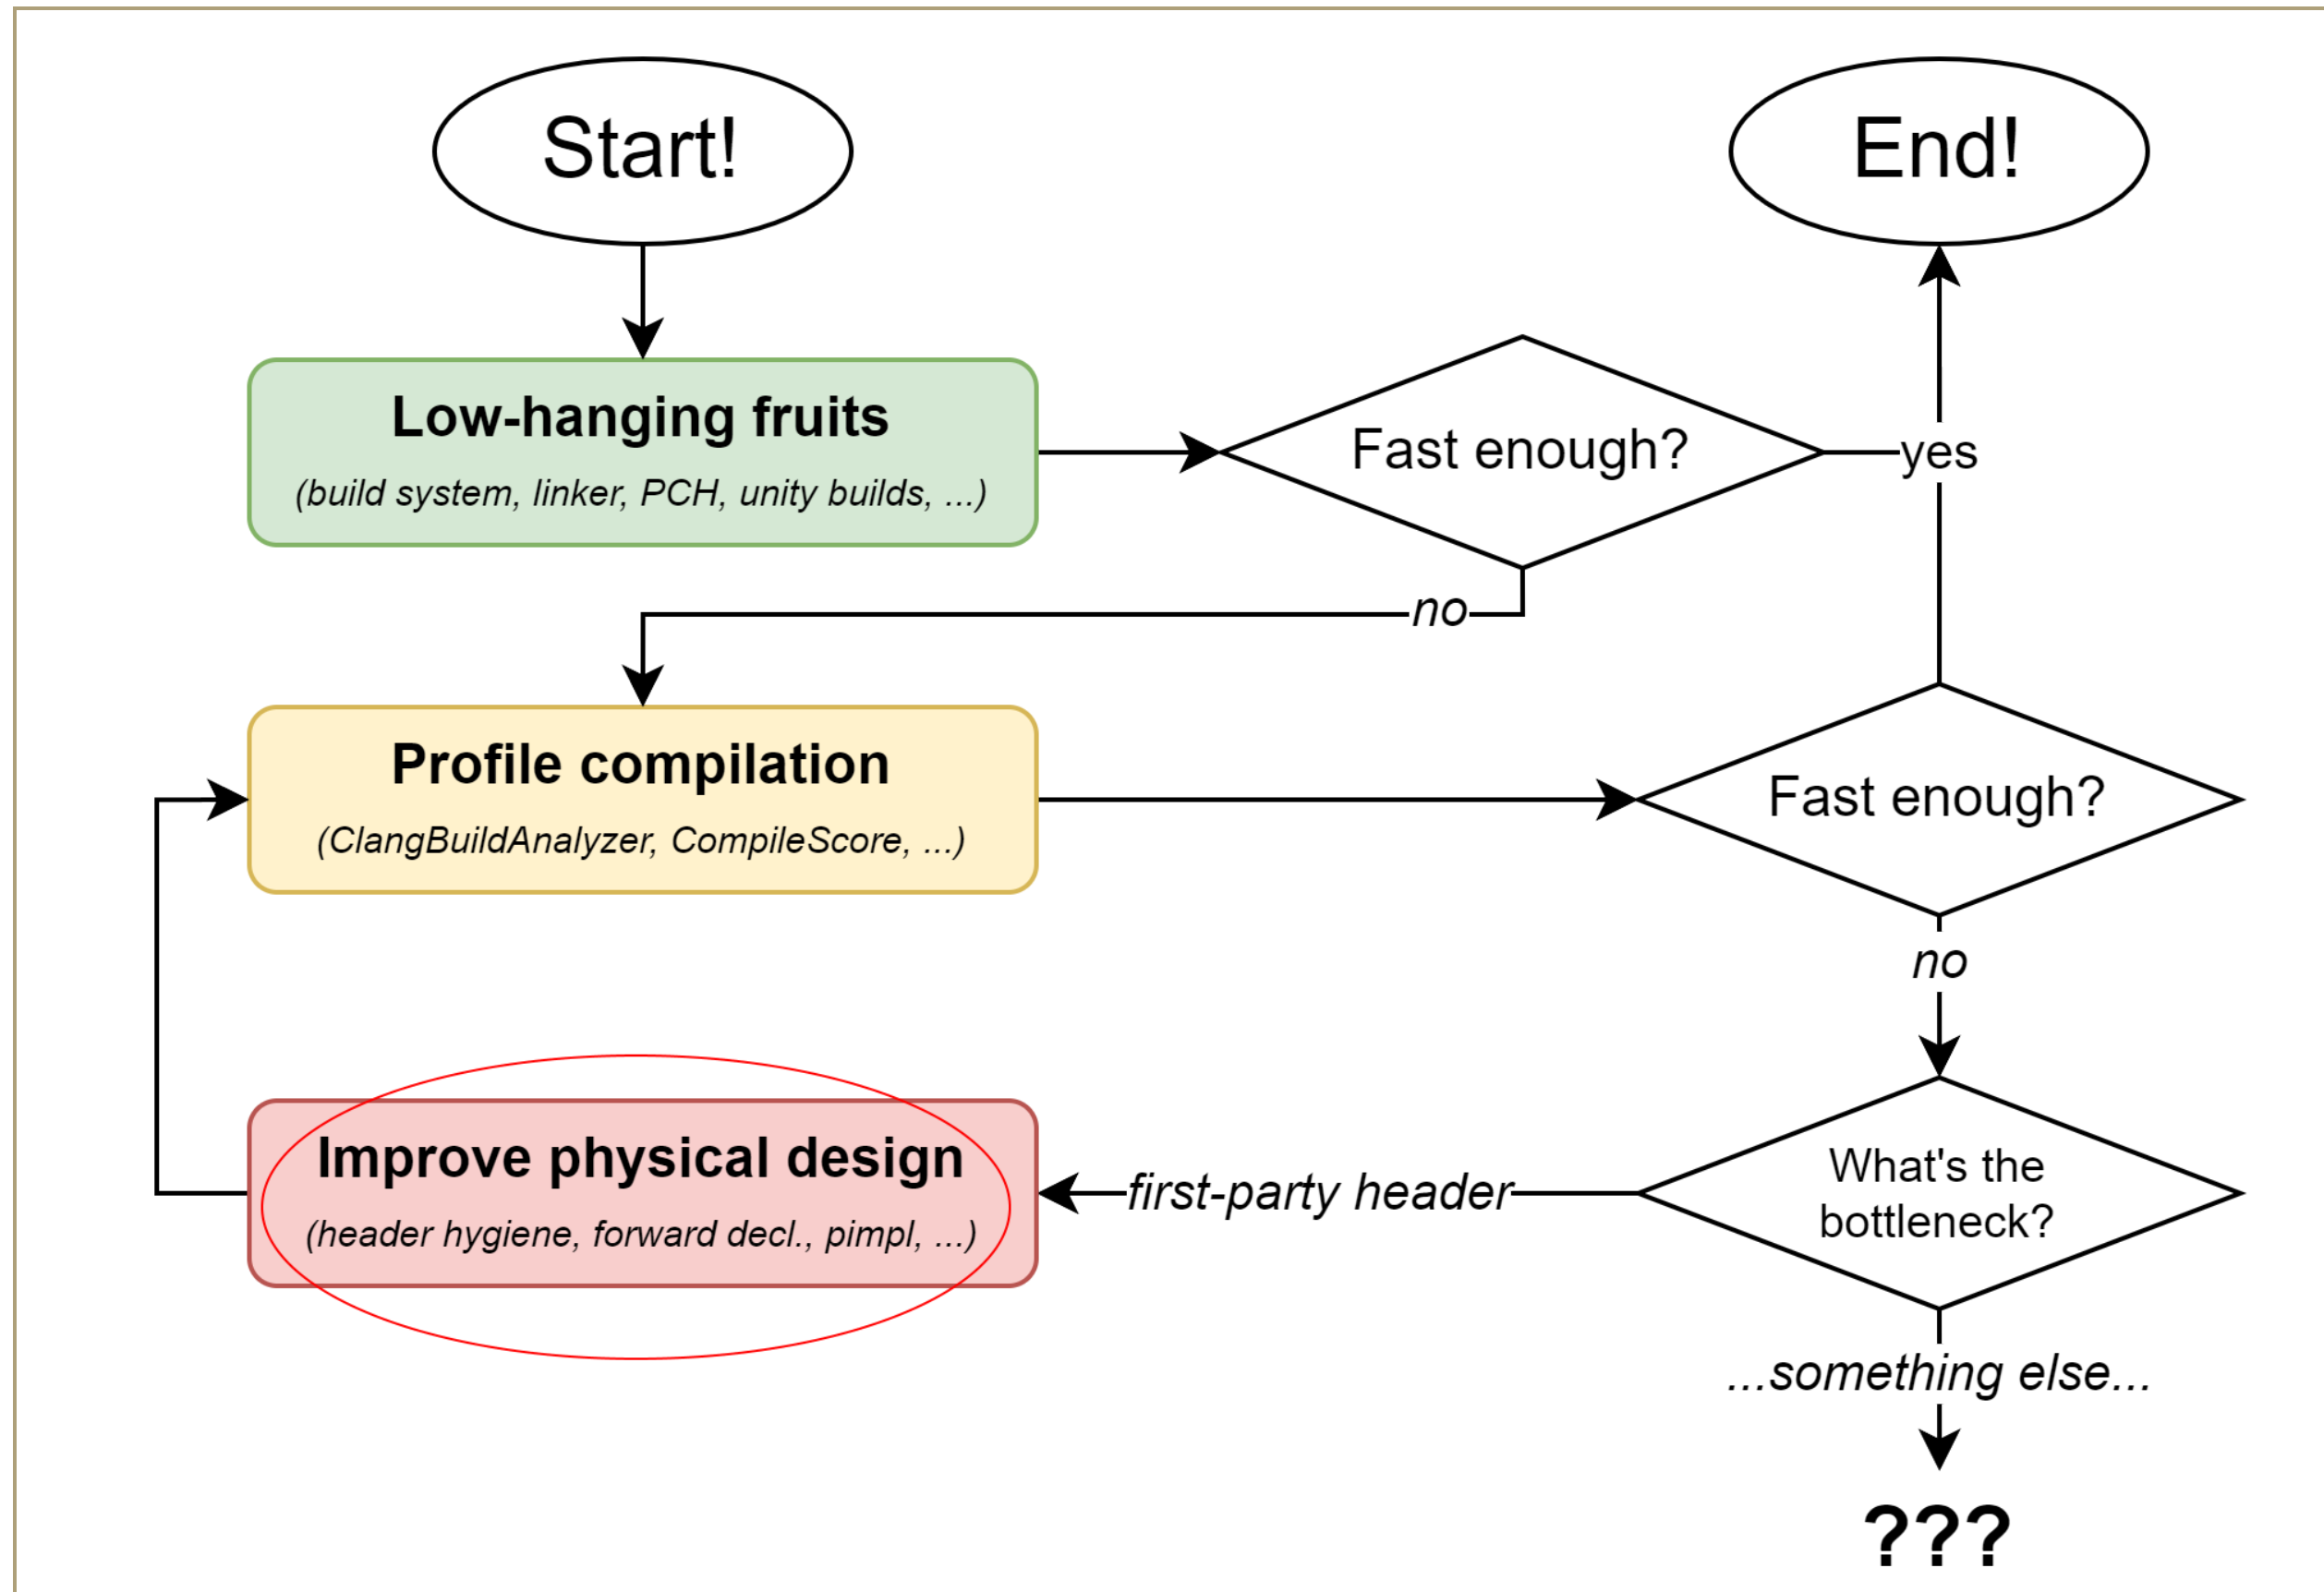 Start!
End!
Low-hanging fruits
(build system, linker, PCH, unity builds, ...)
Fast enough?
yes
no
Profile compilation
(ClangBuildAnalyzer, CompileScore, ...)
Fast enough?
no
Improve physical design
(header hygiene, forward decl., pimpl, ...)
first-party header
What's the
bottleneck?
...something else...
???